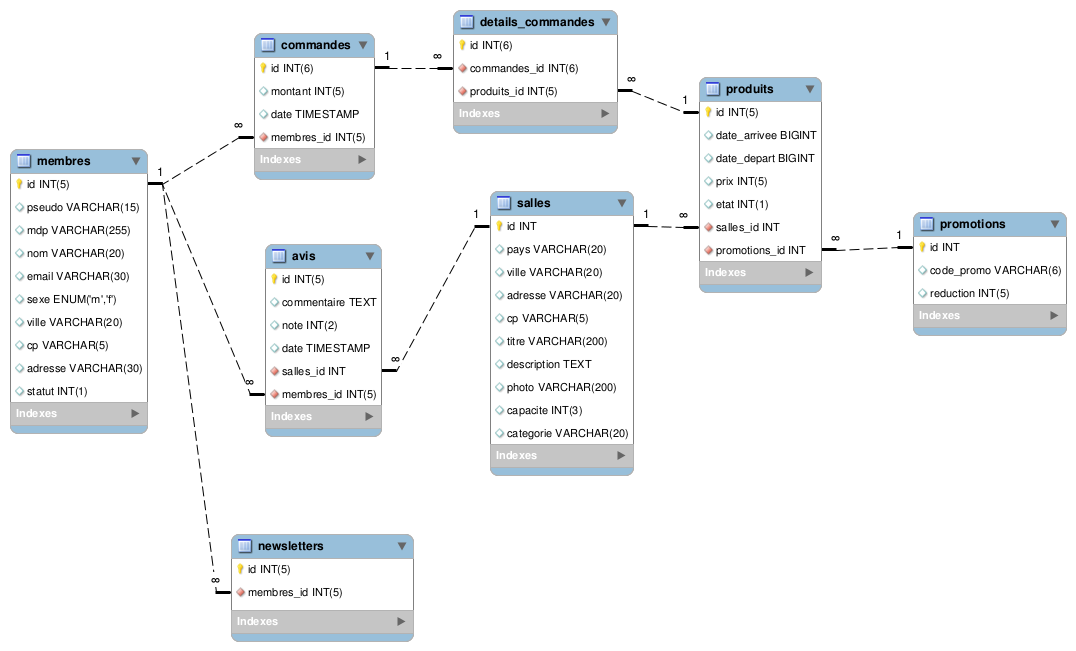 membres
id INT(5)
pseudo VARCHAR(15)
mdp VARCHAR(255)
nom VARCHAR(20)
email VARCHAR(30)
sexe ENUM('m','f')
ville VARCHAR(20)
cp VARCHAR(5)
adresse VARCHAR(30)
statut INT(1)
Indexes
1
∞
commandes
id INT(6)
montant INT(5)
date TIMESTAMP
membres_id INT(5)
Indexes
1
∞
details_commandes
id INT(6)
commandes_id INT(6)
produits_id INT(5)
Indexes
∞
1
produits
id INT(5)
date_arrivee BIGINT
date_depart BIGINT
prix INT(5)
etat INT(1)
salles_id INT
promotions_id INT
Indexes
∞
1
promotions
id INT
code_promo VARCHAR(6)
reduction INT(5)
Indexes
∞
avis
id INT(5)
commentaire TEXT
note INT(2)
date TIMESTAMP
salles_id INT
membres_id INT(5)
Indexes
∞
1
salles
id INT
pays VARCHAR(20)
ville VARCHAR(20)
adresse VARCHAR(20)
cp VARCHAR(5)
titre VARCHAR(200)
description TEXT
photo VARCHAR(200)
capacite INT(3)
categorie VARCHAR(20)
Indexes
1
∞
∞
newsletters
id INT(5)
membres_id INT(5)
Indexes